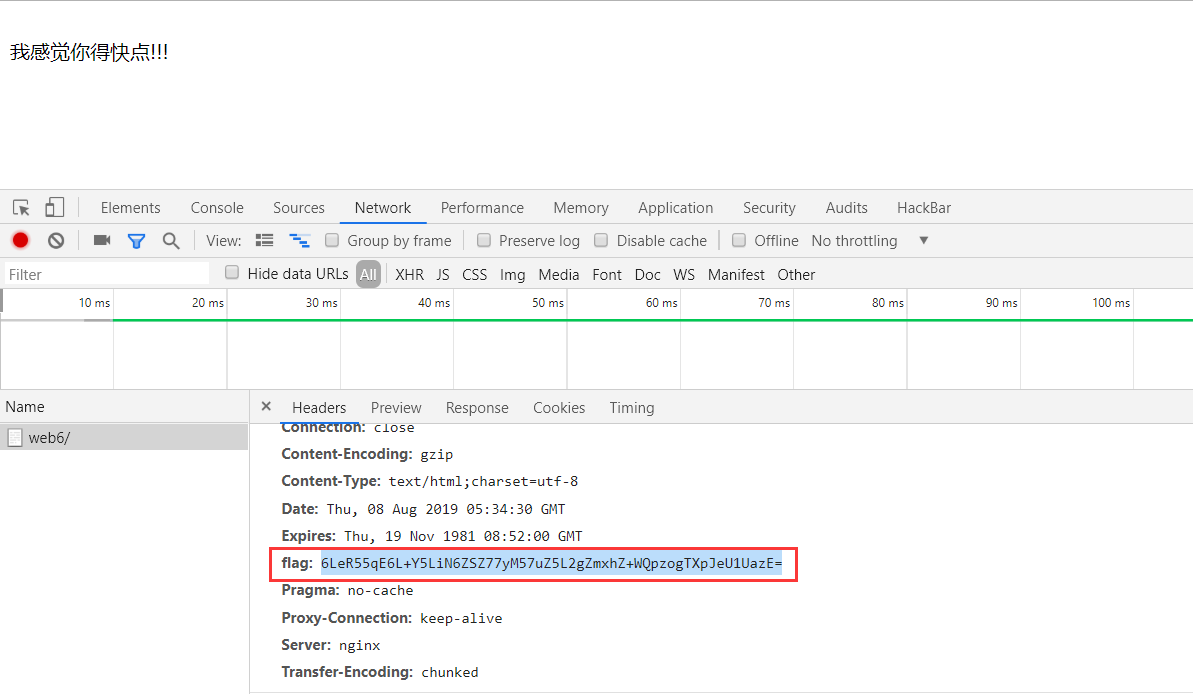 我感觉你得快点!!!
Elements Console Sources Network Performance Memory Application Security Audits HackBar
View: Group by frame Preserve log Disable cache Offline No throttling ▼
Filter Hide data URLs All XHR JS CSS Img Media Font Doc WS Manifest Other
10 ms 20 ms 30 ms 40 ms 50 ms 60 ms 70 ms 80 ms 90 ms 100 ms
Name × Headers Preview Response Cookies Timing
web6/
Connection: close
Content-Encoding: gzip
Content-Type: text/html;charset=utf-8
Date: Thu, 08 Aug 2019 05:34:30 GMT
Expires: Thu, 19 Nov 1981 08:52:00 GMT
flag: 6LeR55qE6L+Y5LiN6ZSZ77yM57uZ5L2gZmxhZ+WQpzogTXpJeU1UazE=
Pragma: no-cache
Proxy-Connection: keep-alive
Server: nginx
Transfer-Encoding: chunked